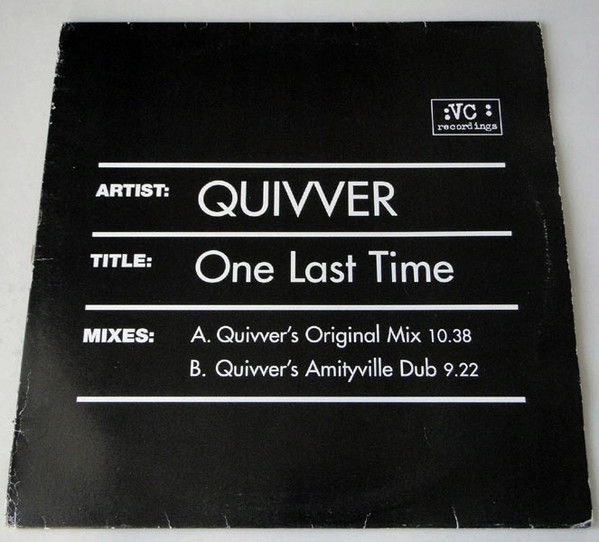 :VC :
recordings
ARTIST: QUIVVER
TITLE: One Last Time
MIXES: A. Quivver's Original Mix 10.38
B. Quivver's Amityville Dub 9.22